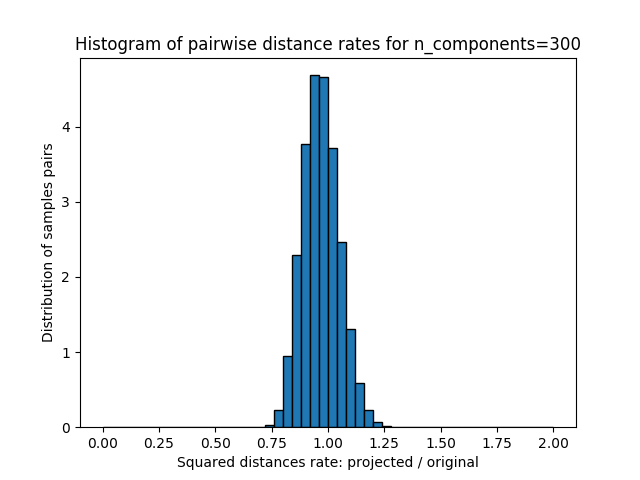 Histogram of pairwise distance rates for n_components=300
Distribution of samples pairs
4
3
2
1
0
0.00 0.25 0.50 0.75 1.00 1.25 1.50 1.75 2.00
Squared distances rate: projected / original